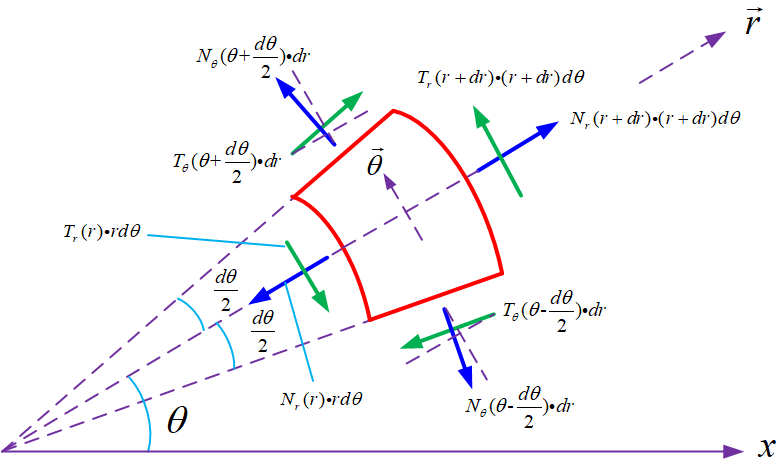 r⃗
N_θ(θ+dθ/2)•dr
T_r(r+dr)•(r+dr)dθ
N_r(r+dr)•(r+dr)dθ
T_θ(θ+dθ/2)•dr
θ⃗
T_r(r)•rdθ
dθ/2
dθ/2
T_θ(θ-dθ/2)•dr
N_r(r)•rdθ
N_θ(θ-dθ/2)•dr
θ
x